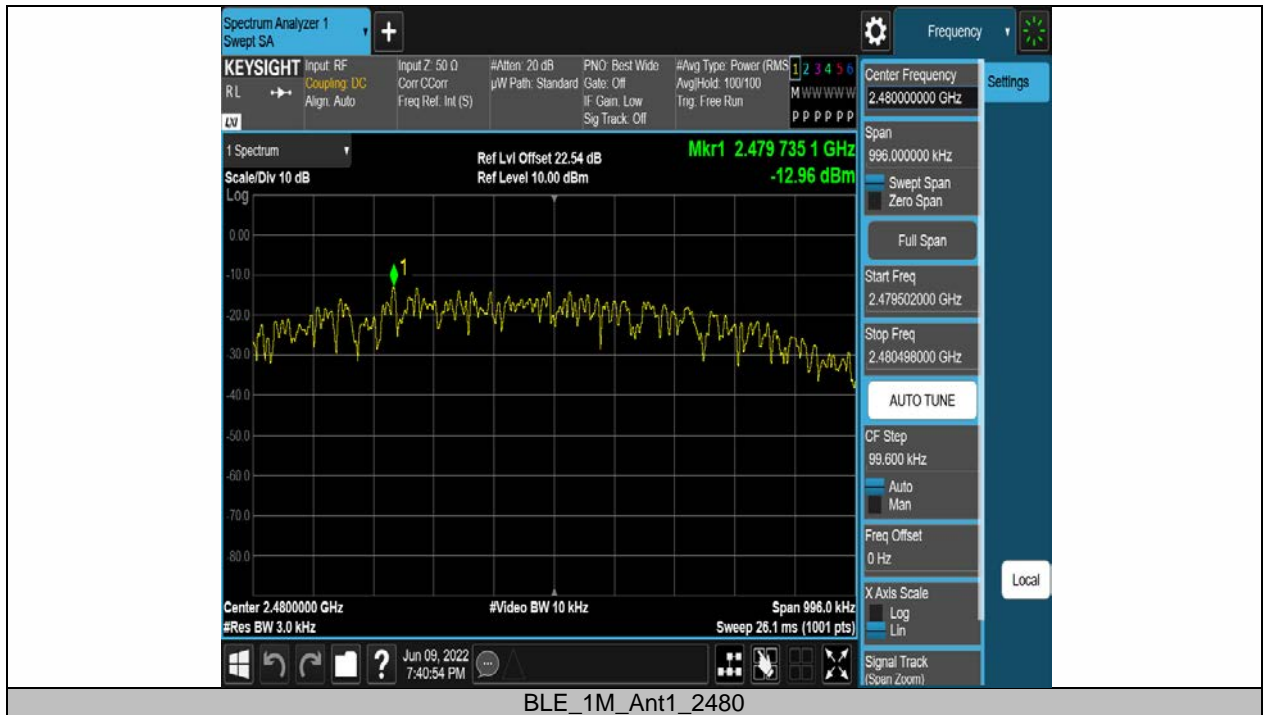 Spectrum Analyzer 1
Swept SA
+
Frequency
KEYSIGHT
RL
LXI
Input: RF
Coupling: DC
Align: Auto
Input Z: 50 Ω
Corr CCorr
Freq Ref: Int (S)
#Atten: 20 dB
µW Path: Standard
PNO: Best Wide
Gate: Off
IF Gain: Low
Sig Track: Off
#Avg Type: Power (RMS
Avg|Hold: 100/100
Trig: Free Run
1 2 3 4 5 6
M W W W W W
P P P P P P
1 Spectrum
Scale/Div 10 dB
Log
Ref Lvl Offset 22.54 dB
Ref Level 10.00 dBm
Mkr1 2.479 735 1 GHz
-12.96 dBm
0.00
-10.0
-20.0
-30.0
-40.0
-50.0
-60.0
-70.0
-80.0
1
Center 2.4800000 GHz
#Res BW 3.0 kHz
#Video BW 10 kHz
Span 996.0 kHz
Sweep 26.1 ms (1001 pts)
?
Jun 09, 2022
7:40:54 PM
Center Frequency
2.480000000 GHz
Settings
Span
996.000000 kHz
Swept Span
Zero Span
Full Span
Start Freq
2.479502000 GHz
Stop Freq
2.480498000 GHz
AUTO TUNE
CF Step
99.600 kHz
Auto
Man
Freq Offset
0 Hz
X Axis Scale
Log
Lin
Local
Signal Track
(Span Zoom)
BLE_1M_Ant1_2480